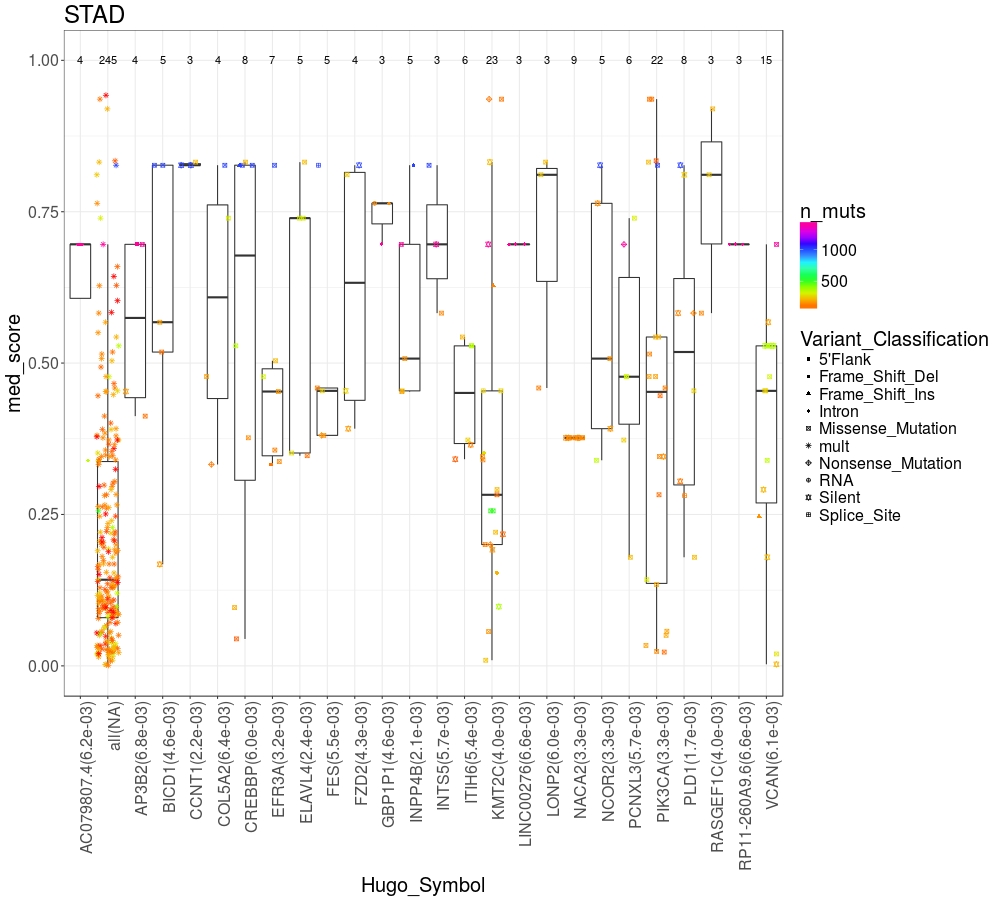 STAD
4 245 4 5 3 4 8 7 5 5 4 3 5 3 6 23 3 3 9 5 6 22 8 3 3 15
1.00
0.75
0.50
0.25
0.00
med_score
AC079807.4(6.2e-03)
all(NA)
AP3B2(6.8e-03)
BICD1(4.6e-03)
CCNT1(2.2e-03)
COL5A2(6.4e-03)
CREBBP(6.0e-03)
EFR3A(3.2e-03)
ELAVL4(2.4e-03)
FES(5.5e-03)
FZD2(4.3e-03)
GBP1P1(4.6e-03)
INPP4B(2.1e-03)
INTS5(5.7e-03)
ITIH6(5.4e-03)
KMT2C(4.0e-03)
LINC00276(6.6e-03)
LONP2(6.0e-03)
NACA2(3.3e-03)
NCOR2(3.3e-03)
PCNXL3(5.7e-03)
PIK3CA(3.3e-03)
PLD1(1.7e-03)
RASGEF1C(4.0e-03)
RP11-260A9.6(6.6e-03)
VCAN(6.1e-03)
Hugo_Symbol
n_muts
1000
500
Variant_Classification
5'Flank
Frame_Shift_Del
Frame_Shift_Ins
Intron
Missense_Mutation
mult
Nonsense_Mutation
RNA
Silent
Splice_Site